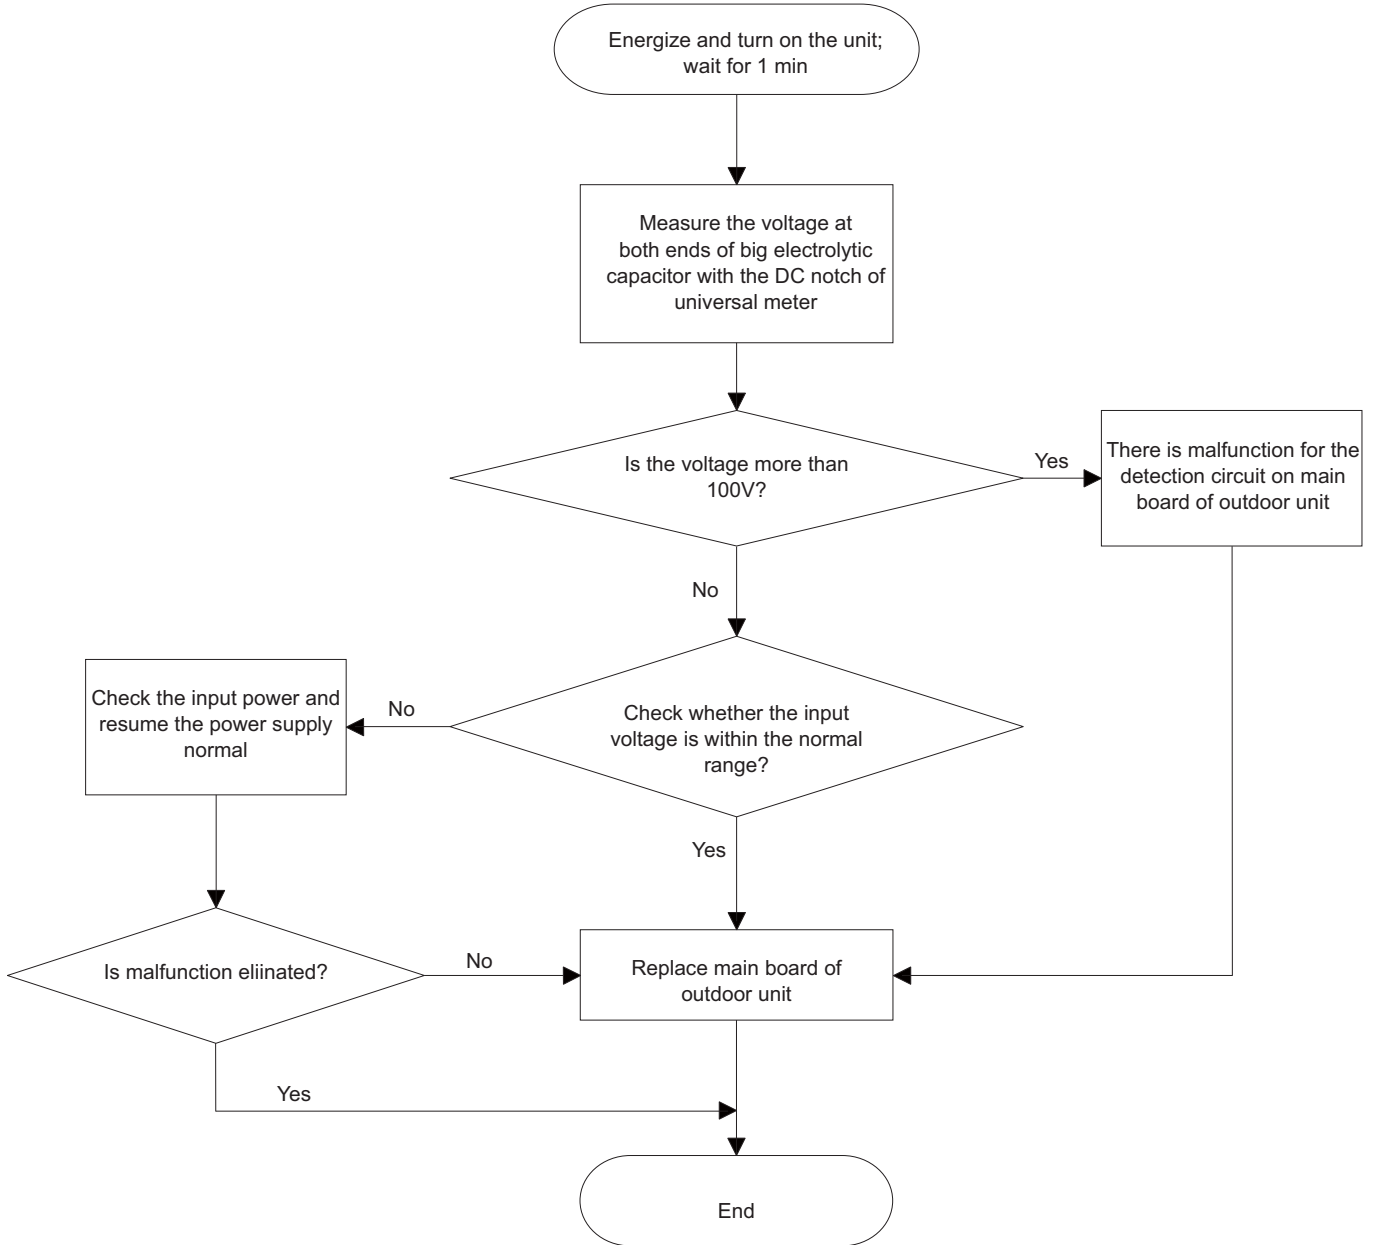 Energize and turn on the unit;
wait for 1 min
Measure the voltage at
both ends of big electrolytic
capacitor with the DC notch of
universal meter
Is the voltage more than
100V?
Yes
There is malfunction for the
detection circuit on main
board of outdoor unit
No
Check the input power and
resume the power supply
normal
No
Check whether the input
voltage is within the normal
range?
Yes
Is malfunction eliinated?
No
Replace main board of
outdoor unit
Yes
End